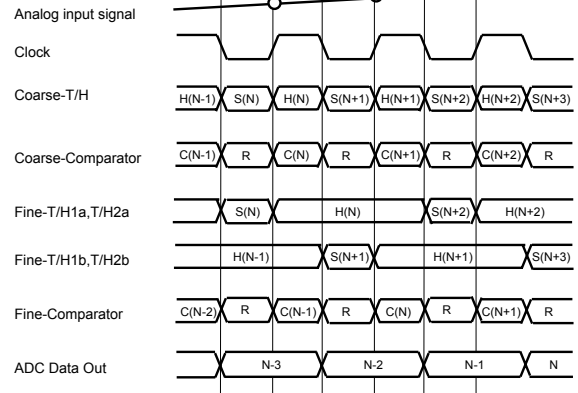 Analog input signal
Clock
Coarse-T/H H(N-1) S(N) H(N) S(N+1) H(N+1) S(N+2) H(N+2) S(N+3)
Coarse-Comparator C(N-1) R C(N) R C(N+1) R C(N+2) R
Fine-T/H1a,T/H2a S(N) H(N) S(N+2) H(N+2)
Fine-T/H1b,T/H2b H(N-1) S(N+1) H(N+1) S(N+3)
Fine-Comparator C(N-2) R C(N-1) R C(N) R C(N+1) R
ADC Data Out N-3 N-2 N-1 N